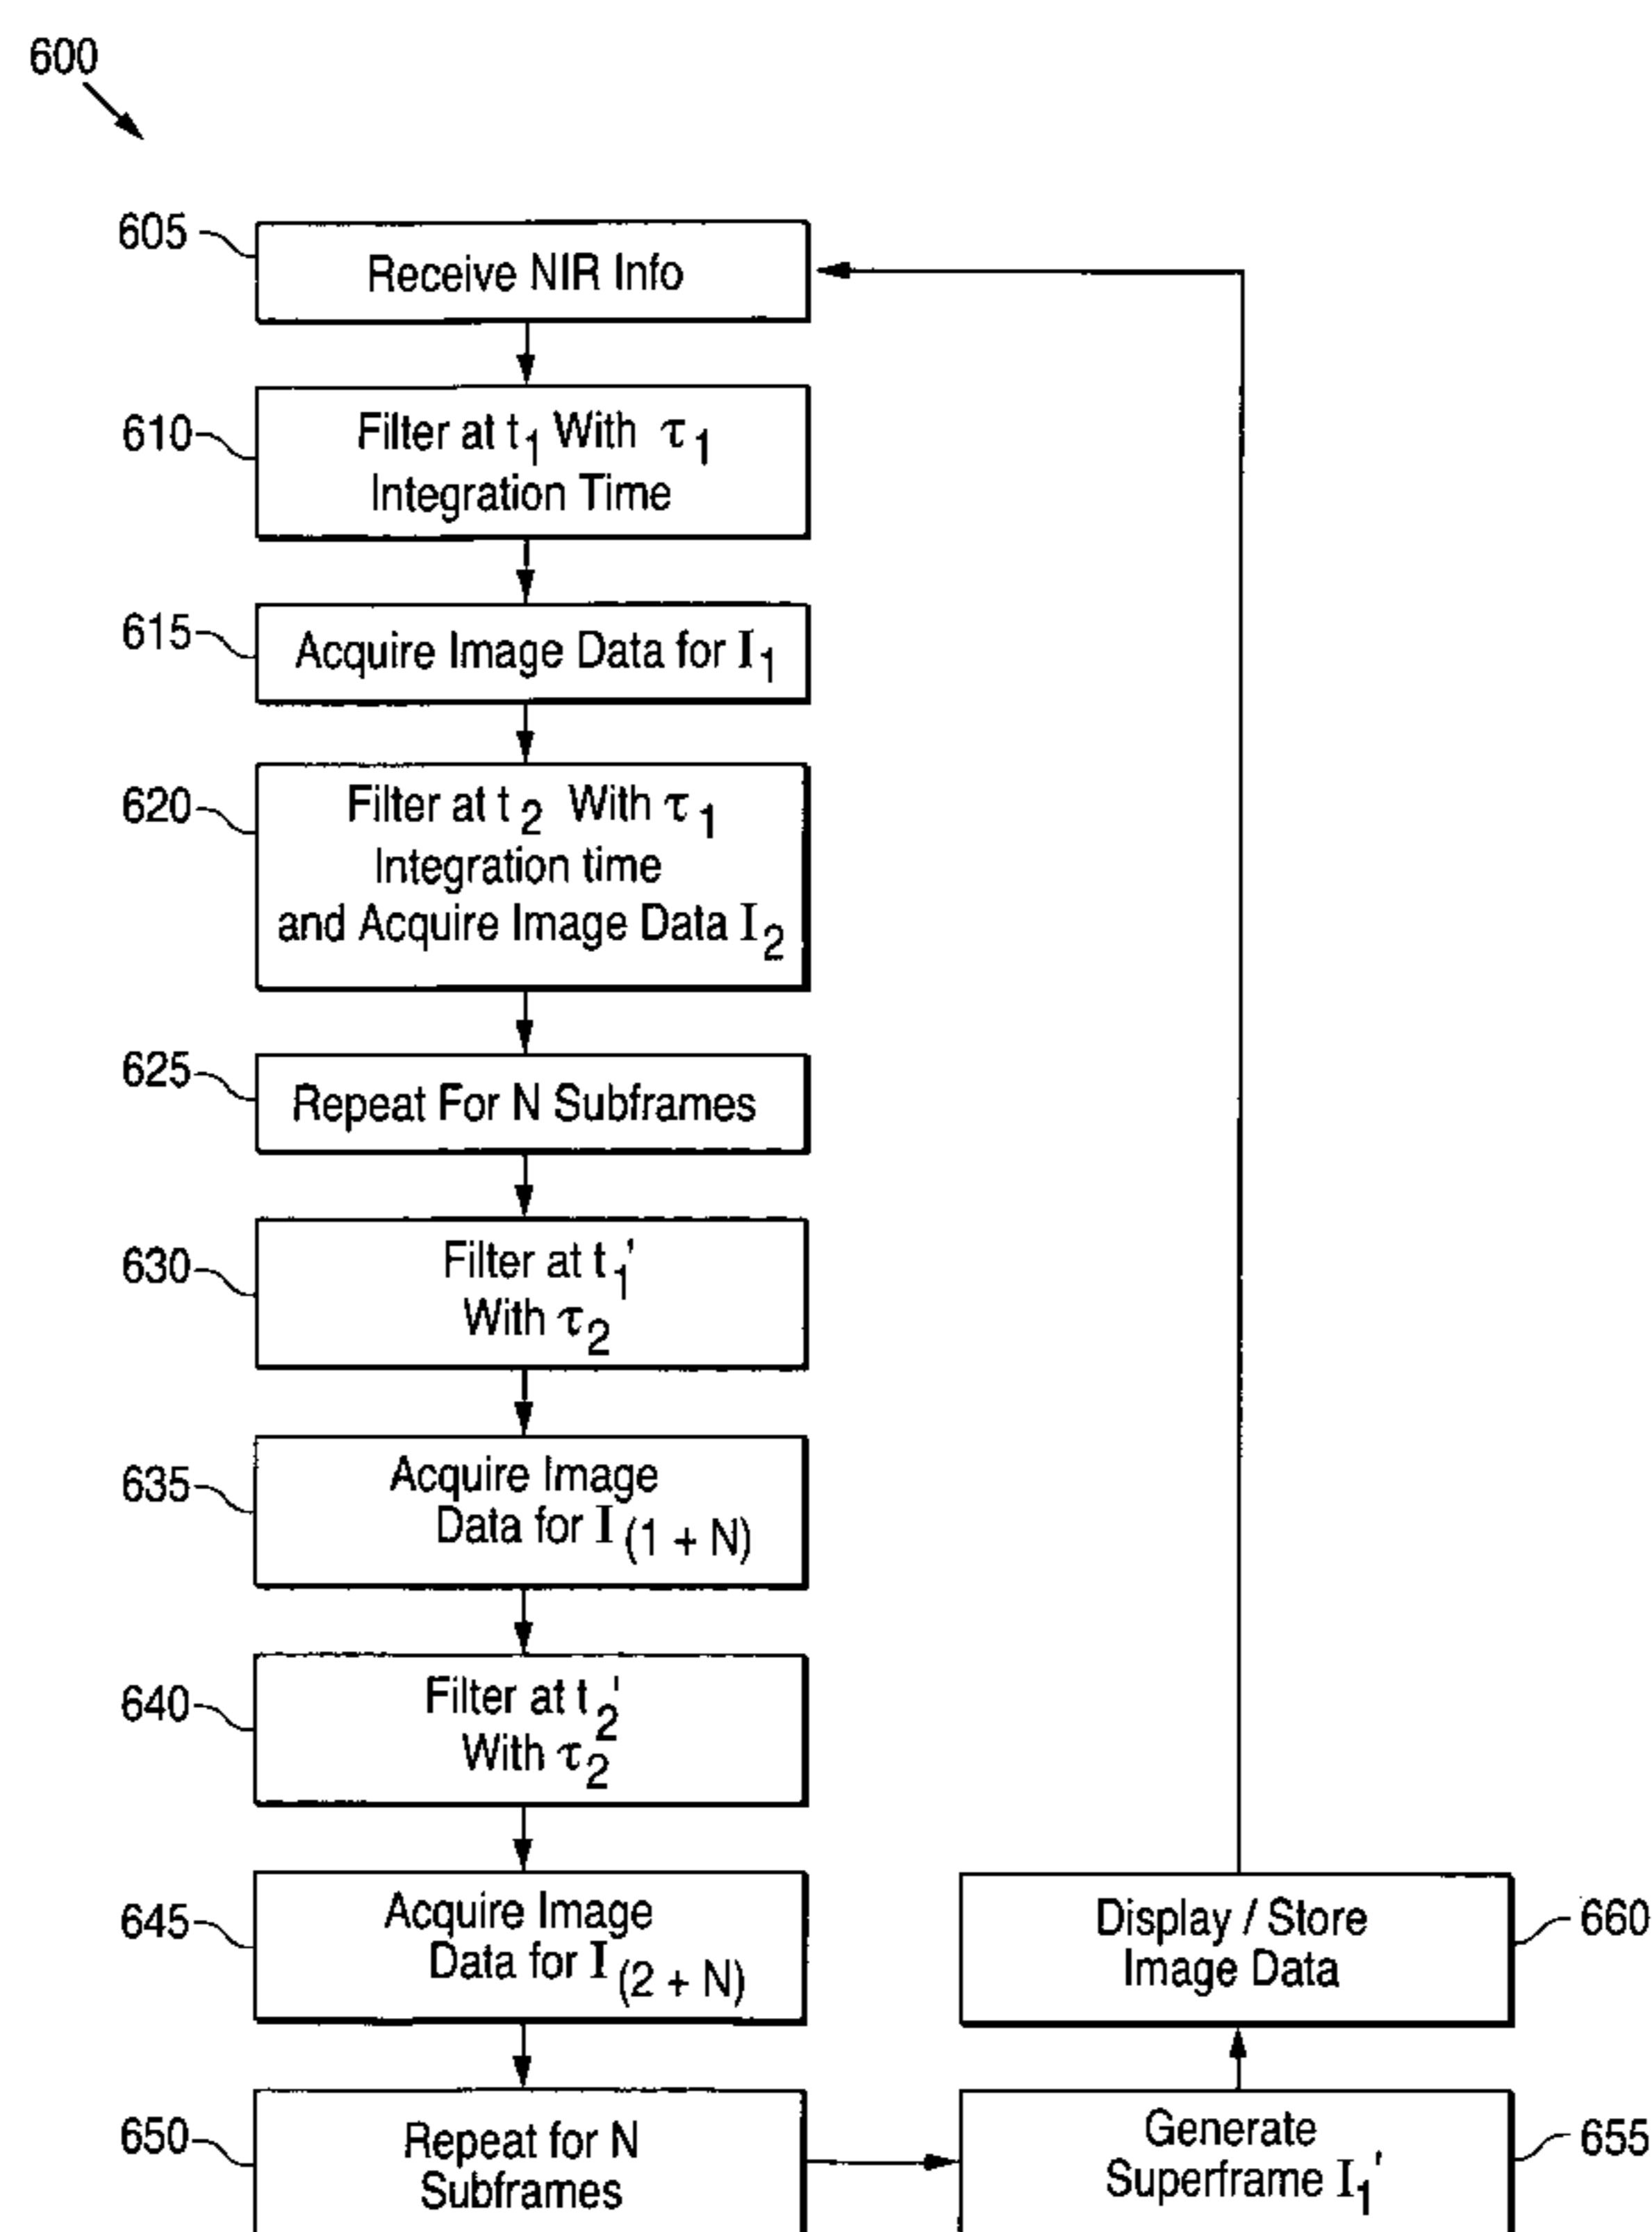 600
605
Receive NIR Info
610
Filter at t₁ With τ₁
Integration Time
615
Acquire Image Data for I₁
620
Filter at t₂ With τ₁
Integration time
and Acquire Image Data I₂
625
Repeat For N Subframes
630
Filter at t₁'
With τ₂
635
Acquire Image
Data for I(1 + N)
640
Filter at t₂'
With τ₂
645
Acquire Image
Data for I(2 + N)
650
Repeat for N
Subframes
655
Generate
Superframe I₁'
660
Display / Store
Image Data